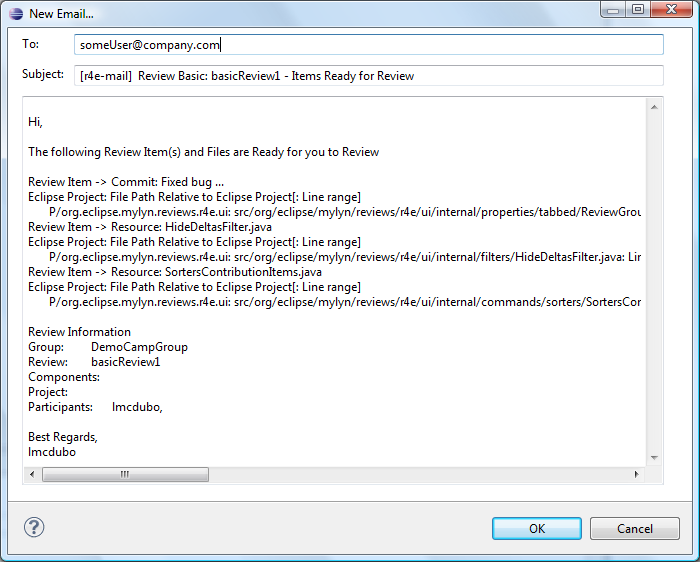 New Email...
To: someUser@company.com
Subject: [r4e-mail] Review Basic: basicReview1 - Items Ready for Review
Hi,
The following Review Item(s) and Files are Ready for you to Review
Review Item -> Commit: Fixed bug ...
Eclipse Project: File Path Relative to Eclipse Project[: Line range]
P/org.eclipse.mylyn.reviews.r4e.ui: src/org/eclipse/mylyn/reviews/r4e/ui/internal/properties/tabbed/ReviewGrou
Review Item -> Resource: HideDeltasFilter.java
Eclipse Project: File Path Relative to Eclipse Project[: Line range]
P/org.eclipse.mylyn.reviews.r4e.ui: src/org/eclipse/mylyn/reviews/r4e/ui/internal/filters/HideDeltasFilter.java: Lin
Review Item -> Resource: SortersContributionItems.java
Eclipse Project: File Path Relative to Eclipse Project[: Line range]
P/org.eclipse.mylyn.reviews.r4e.ui: src/org/eclipse/mylyn/reviews/r4e/ui/internal/commands/sorters/SortersCon
Review Information
Group: DemoCampGroup
Review: basicReview1
Components:
Project:
Participants: lmcdubo,
Best Regards,
lmcdubo
? OK Cancel